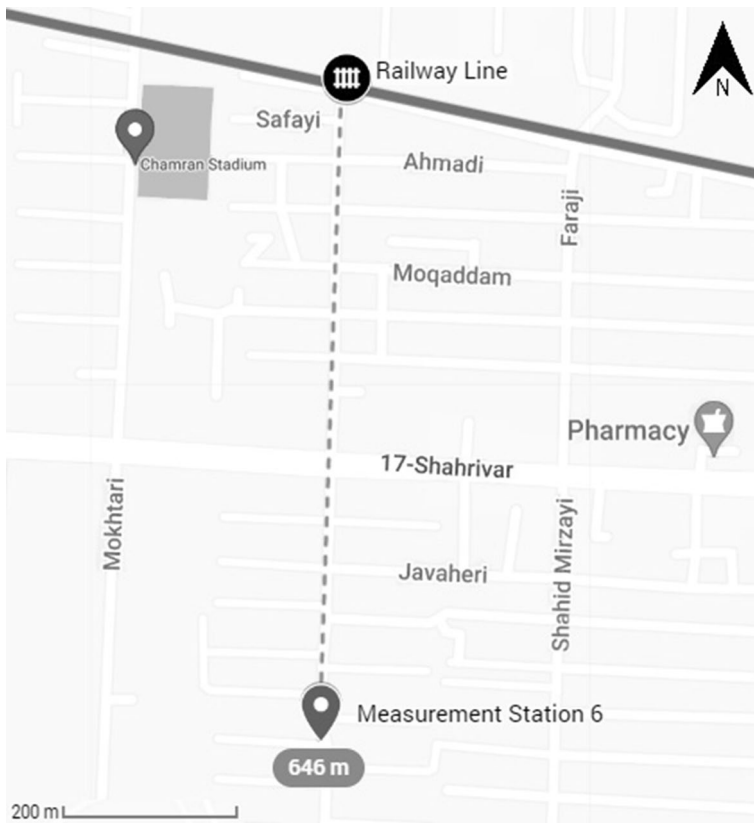 Railway Line
N
Safayi
Chamran Stadium
Ahmadi
Faraji
Moqaddam
Pharmacy
17-Shahrivar
Mokhtari
Javaheri
Shahid Mirzayi
Measurement Station 6
646 m
200 m